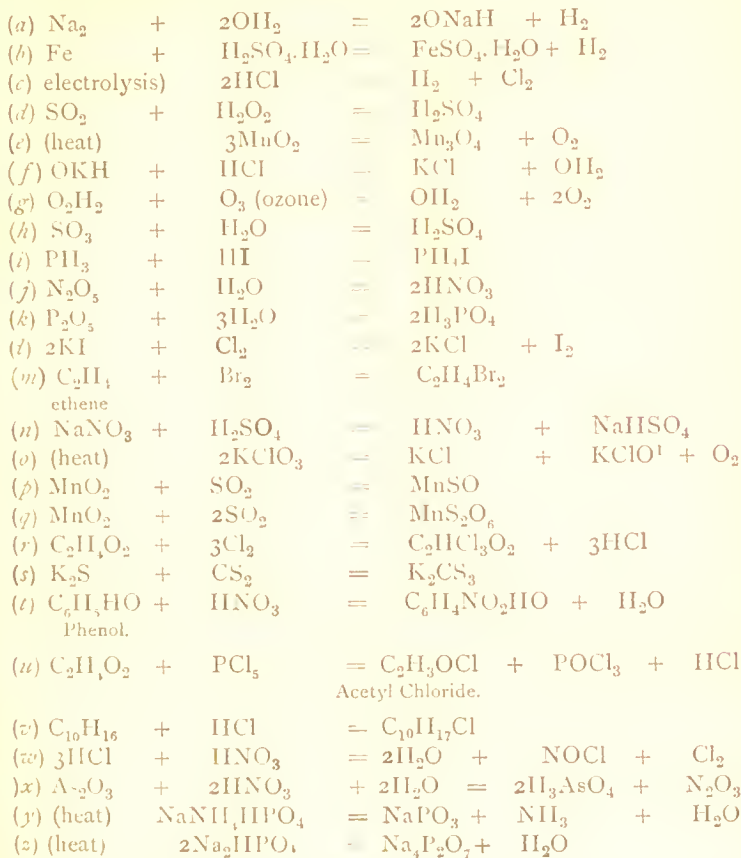 (a) Na₂ + 2OH₂ = 2ONaH + H₂
(b) Fe + H₂SO₄.H₂O = FeSO₄.H₂O + H₂
(c) electrolysis) 2HCl H₂ + Cl₂
(d) SO₂ + H₂O₂ = H₂SO₄
(e) (heat) 3MnO₂ = Mn₃O₄ + O₂
(f) OKH + HCl = KCl + OH₂
(g) O₂H₂ + O₃ (ozone) = OH₂ + 2O₂
(h) SO₃ + H₂O = H₂SO₄
(i) PH₃ + HI = PH₄I
(j) N₂O₅ + H₂O = 2HNO₃
(k) P₂O₅ + 3H₂O = 2H₃PO₄
(l) 2KI + Cl₂ = 2KCl + I₂
(m) C₂H₄ + Br₂ = C₂H₄Br₂
ethene
(n) NaNO₃ + H₂SO₄ = HNO₃ + NaHSO₄
(o) (heat) 2KClO₃ = KCl + KClO¹ + O₂
(p) MnO₂ + SO₂ = MnSO
(q) MnO₂ + 2SO₂ = MnS₂O₆
(r) C₂H₄O₂ + 3Cl₂ = C₂HCl₃O₂ + 3HCl
(s) K₂S + CS₂ = K₂CS₃
(t) C₆H₅HO + HNO₃ = C₆H₄NO₂HO + H₂O
Phenol.
(u) C₂H₄O₂ + PCl₅ = C₂H₃OCl + POCl₃ + HCl
Acetyl Chloride.
(v) C₁₀H₁₆ + HCl = C₁₀H₁₇Cl
(w) 3HCl + HNO₃ = 2H₂O + NOCl + Cl₂
)x) As₂O₃ + 2HNO₃ + 2H₂O = 2H₃AsO₄ + N₂O₃
(y) (heat) NaNH₄HPO₄ = NaPO₃ + NH₃ + H₂O
(z) (heat) 2Na₂HPO₄ = Na₄P₂O₇ + H₂O